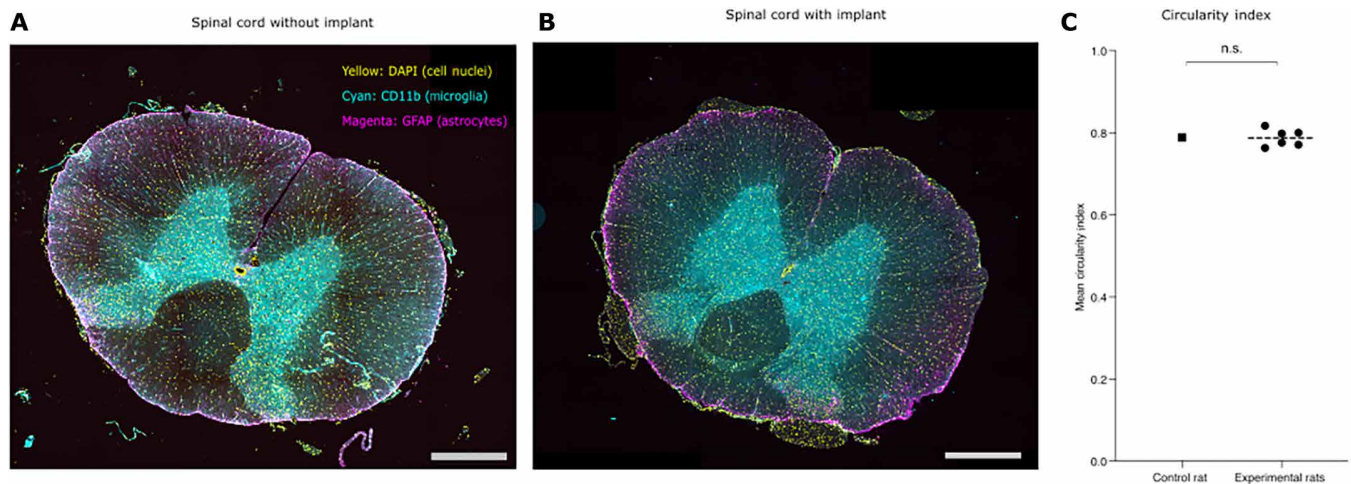 A
Spinal cord without implant
Yellow: DAPI (cell nuclei)
Cyan: CD11b (microglia)
Magenta: GFAP (astrocytes)
B
Spinal cord with implant
C
Circularity index
n.s.
Mean circularity index
1.0
0.8
0.6
0.4
0.2
0.0
Control rat
Experimental rats